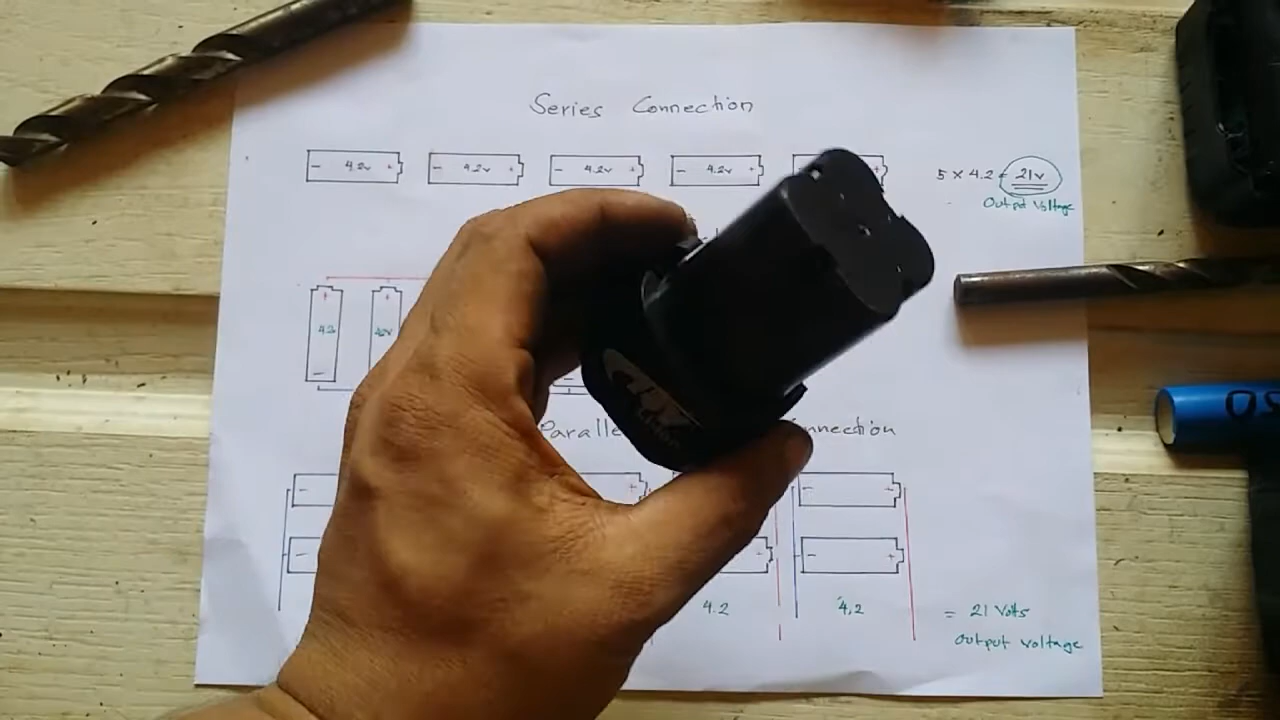 Series Connection
4.2v 4.2v 4.2v 4.2v
5 x 4.2 = 21v
Output Voltage
4.2 4.2v
Paralle nnection
4.2 4.2
= 21 Volts
Output voltage